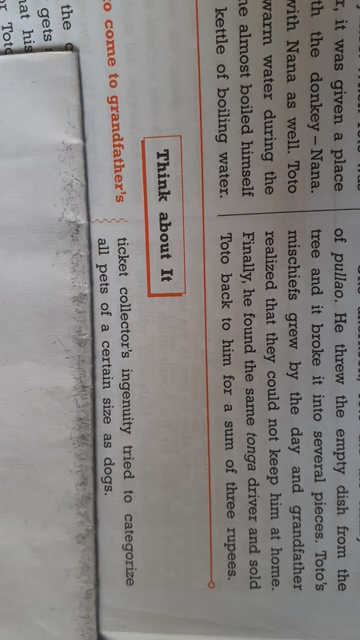 r, it was given a place
th the donkey – Nana.
with Nana as well. Toto
warm water during the
he almost boiled himself
kettle of boiling water.
of pullao. He threw the empty dish from the
tree and it broke it into several pieces. Toto's
mischiefs grew by the day and grandfather
realized that they could not keep him at home.
Finally, he found the same tonga driver and sold
Toto back to him for a sum of three rupees.
Think about It
to come to grandfather's
the
gets
hat his
or Toto
ticket collector's ingenuity tried to categorize
all pets of a certain size as dogs.